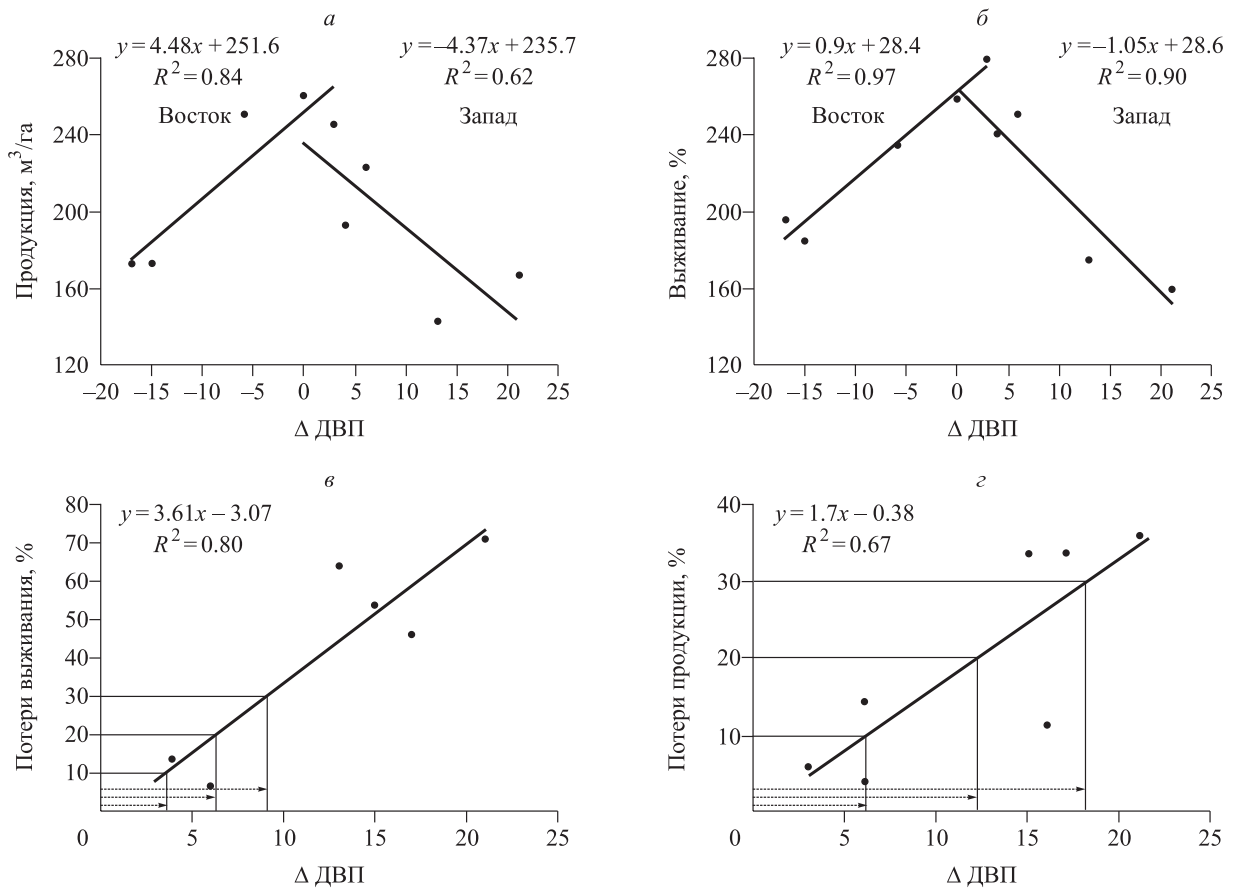 а
y=4.48x+251.6
R²=0.84
y=–4.37x+235.7
R²=0.62
Восток
Запад
Продукция, м³/га
280
240
200
160
120
–20 –15 –10 –5 0 5 10 15 20 25
Δ ДВП
б
y=0.9x+28.4
R²=0.97
y=–1.05x+28.6
R²=0.90
Восток
Запад
Выживание, %
280
240
200
160
120
–20 –15 –10 –5 0 5 10 15 20 25
Δ ДВП
в
y=3.61x–3.07
R²=0.80
Потери выживания, %
80
70
60
50
40
30
20
10
0 5 10 15 20 25
Δ ДВП
г
y=1.7x–0.38
R²=0.67
Потери продукции, %
40
30
20
10
0 5 10 15 20 25
Δ ДВП